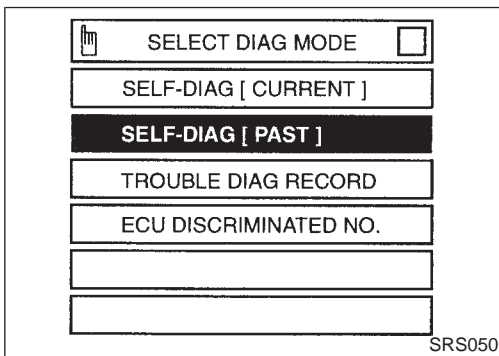 SELECT DIAG MODE
SELF-DIAG [ CURRENT ]
SELF-DIAG [ PAST ]
TROUBLE DIAG RECORD
ECU DISCRIMINATED NO.
SRS050